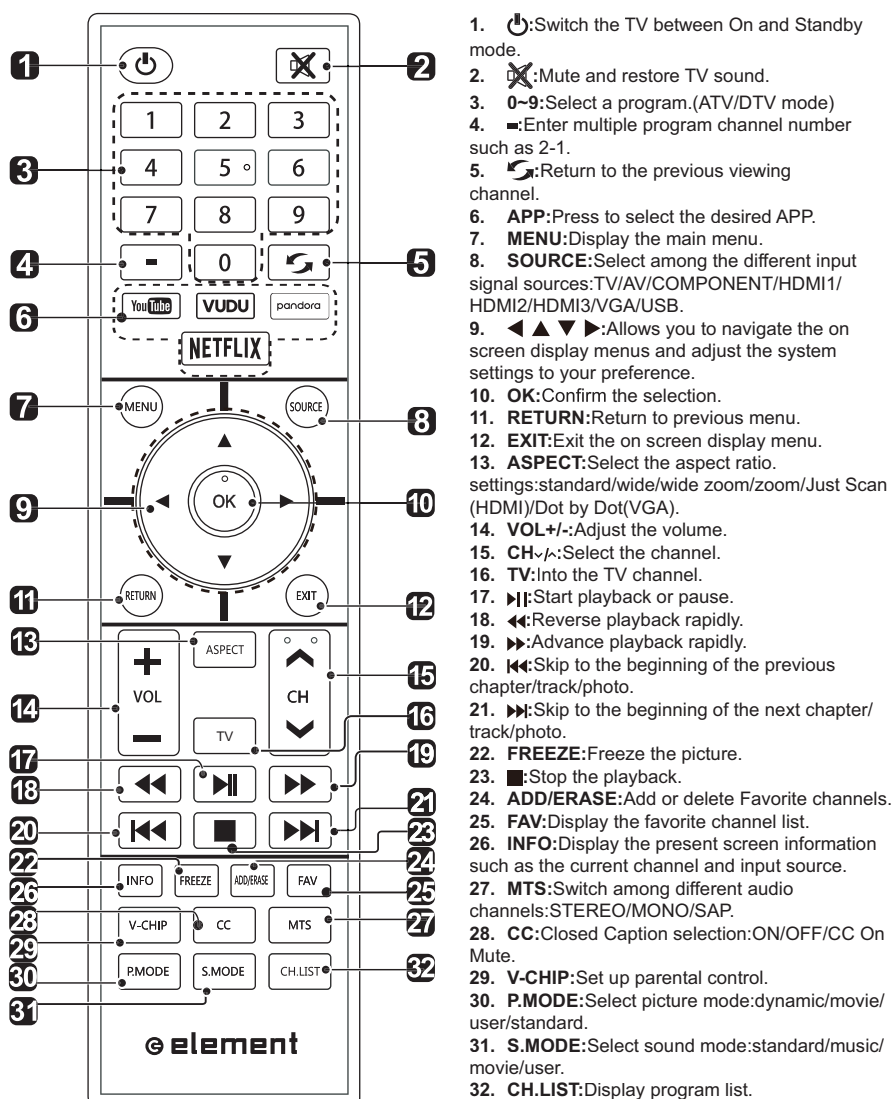 1
2
1 2 3
3
4 5 6
7 8 9
4
- 0
5
6
You Tube VUDU pandora
NETFLIX
7
MENU
SOURCE
8
9
OK
10
11
RETURN
EXIT
12
13
ASPECT
+
VOL
-
14
CH
15
TV
16
17
18
19
20
21
22
23
24
25
INFO FREEZE ADD/ERASE FAV
26
27
28
V-CHIP CC MTS
29
30
P.MODE S.MODE CH.LIST
32
31
element
1. :Switch the TV between On and Standby
mode.
2. :Mute and restore TV sound.
3. 0~9:Select a program.(ATV/DTV mode)
4. -:Enter multiple program channel number
such as 2-1.
5. :Return to the previous viewing
channel.
6. APP:Press to select the desired APP.
7. MENU:Display the main menu.
8. SOURCE:Select among the different input
signal sources:TV/AV/COMPONENT/HDMI1/
HDMI2/HDMI3/VGA/USB.
9. ◀ ▲ ▼ ▶:Allows you to navigate the on
screen display menus and adjust the system
settings to your preference.
10. OK:Confirm the selection.
11. RETURN:Return to previous menu.
12. EXIT:Exit the on screen display menu.
13. ASPECT:Select the aspect ratio.
settings:standard/wide/wide zoom/zoom/Just Scan
(HDMI)/Dot by Dot(VGA).
14. VOL+/-:Adjust the volume.
15. CH∨/∧:Select the channel.
16. TV:Into the TV channel.
17. :Start playback or pause.
18. :Reverse playback rapidly.
19. :Advance playback rapidly.
20. :Skip to the beginning of the previous
chapter/track/photo.
21. :Skip to the beginning of the next chapter/
track/photo.
22. FREEZE:Freeze the picture.
23. ■:Stop the playback.
24. ADD/ERASE:Add or delete Favorite channels.
25. FAV:Display the favorite channel list.
26. INFO:Display the present screen information
such as the current channel and input source.
27. MTS:Switch among different audio
channels:STEREO/MONO/SAP.
28. CC:Closed Caption selection:ON/OFF/CC On
Mute.
29. V-CHIP:Set up parental control.
30. P.MODE:Select picture mode:dynamic/movie/
user/standard.
31. S.MODE:Select sound mode:standard/music/
movie/user.
32. CH.LIST:Display program list.